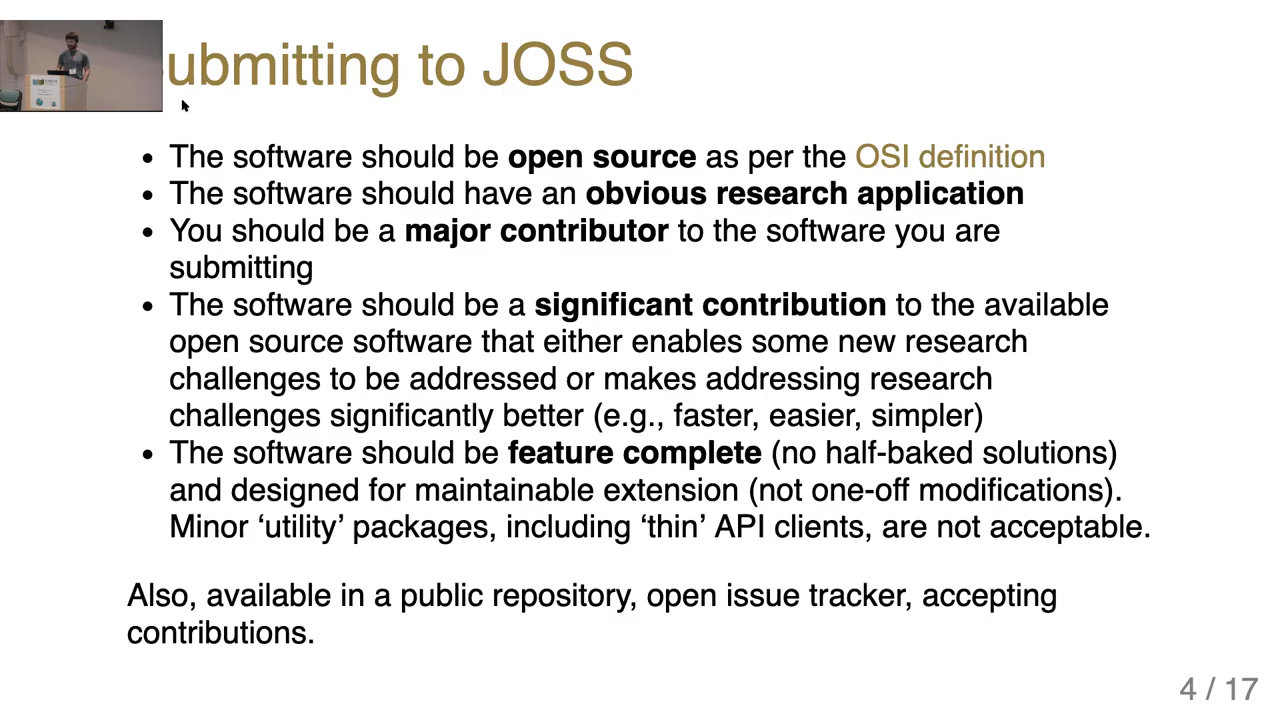 ubmitting to JOSS
• The software should be open source as per the OSI definition
• The software should have an obvious research application
• You should be a major contributor to the software you are
submitting
• The software should be a significant contribution to the available
open source software that either enables some new research
challenges to be addressed or makes addressing research
challenges significantly better (e.g., faster, easier, simpler)
• The software should be feature complete (no half-baked solutions)
and designed for maintainable extension (not one-off modifications).
Minor ‘utility’ packages, including ‘thin’ API clients, are not acceptable.
Also, available in a public repository, open issue tracker, accepting
contributions.
4 / 17